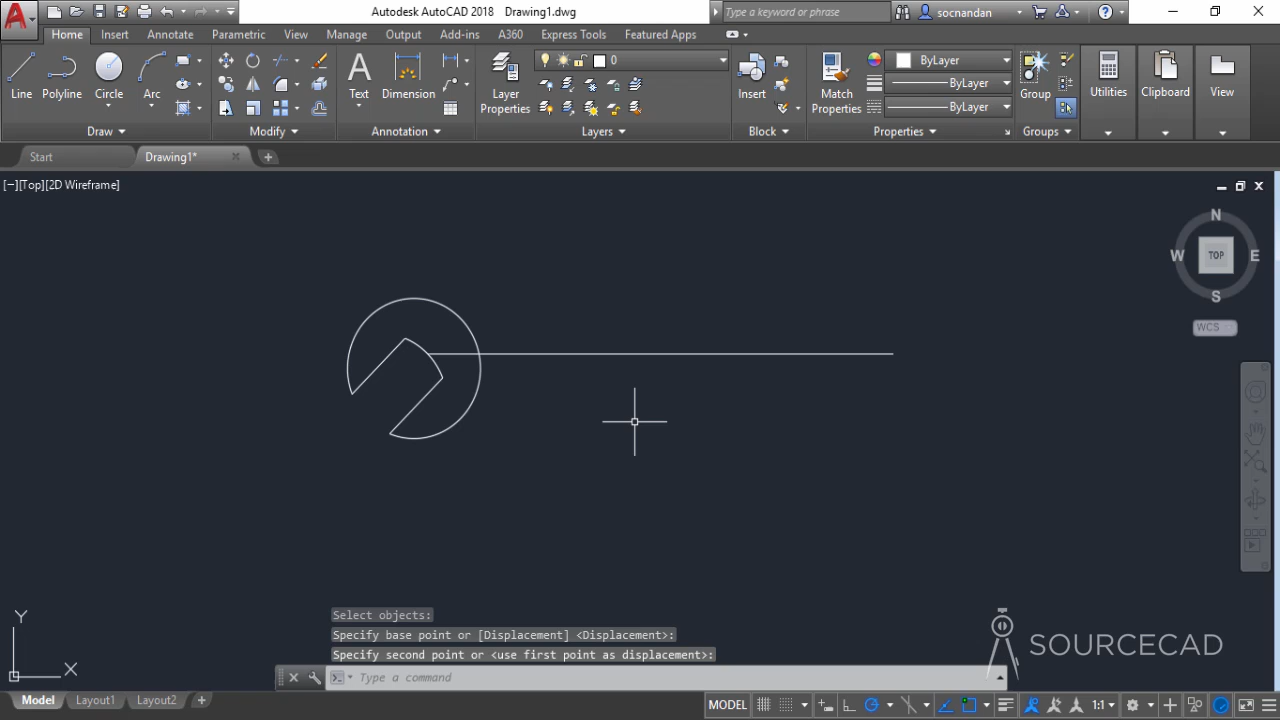 Autodesk AutoCAD 2018 Drawing1.dwg
Type a keyword or phrase
socnandan
Home Insert Annotate Parametric View Manage Output Add-ins A360 Express Tools Featured Apps
0
ByLayer
ByLayer
ByLayer
Line Polyline Circle Arc
Text Dimension
Layer
Properties
Insert
Match
Properties
Group
Utilities
Clipboard
View
Draw Modify Annotation Layers Block Properties Groups
Start Drawing1*
[−][Top][2D Wireframe]
N
W TOP E
S
WCS
Y
X
Select objects:
Specify base point or [Displacement] <Displacement>:
Specify second point or <use first point as displacement>:
Type a command
SOURCECAD
Model Layout1 Layout2
MODEL
1:1